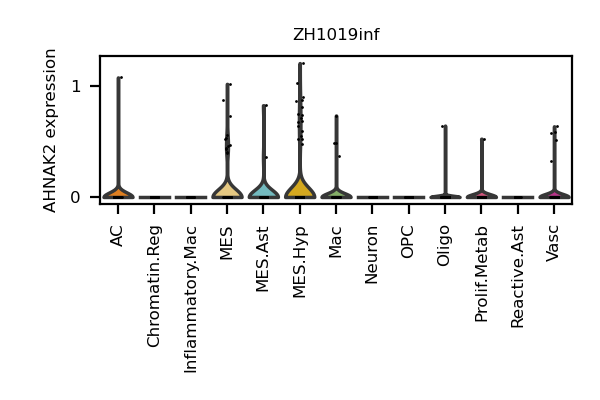 ZH1019inf
AHNAK2 expression
1
0
AC
Chromatin.Reg
Inflammatory.Mac
MES
MES.Ast
MES.Hyp
Mac
Neuron
OPC
Oligo
Prolif.Metab
Reactive.Ast
Vasc